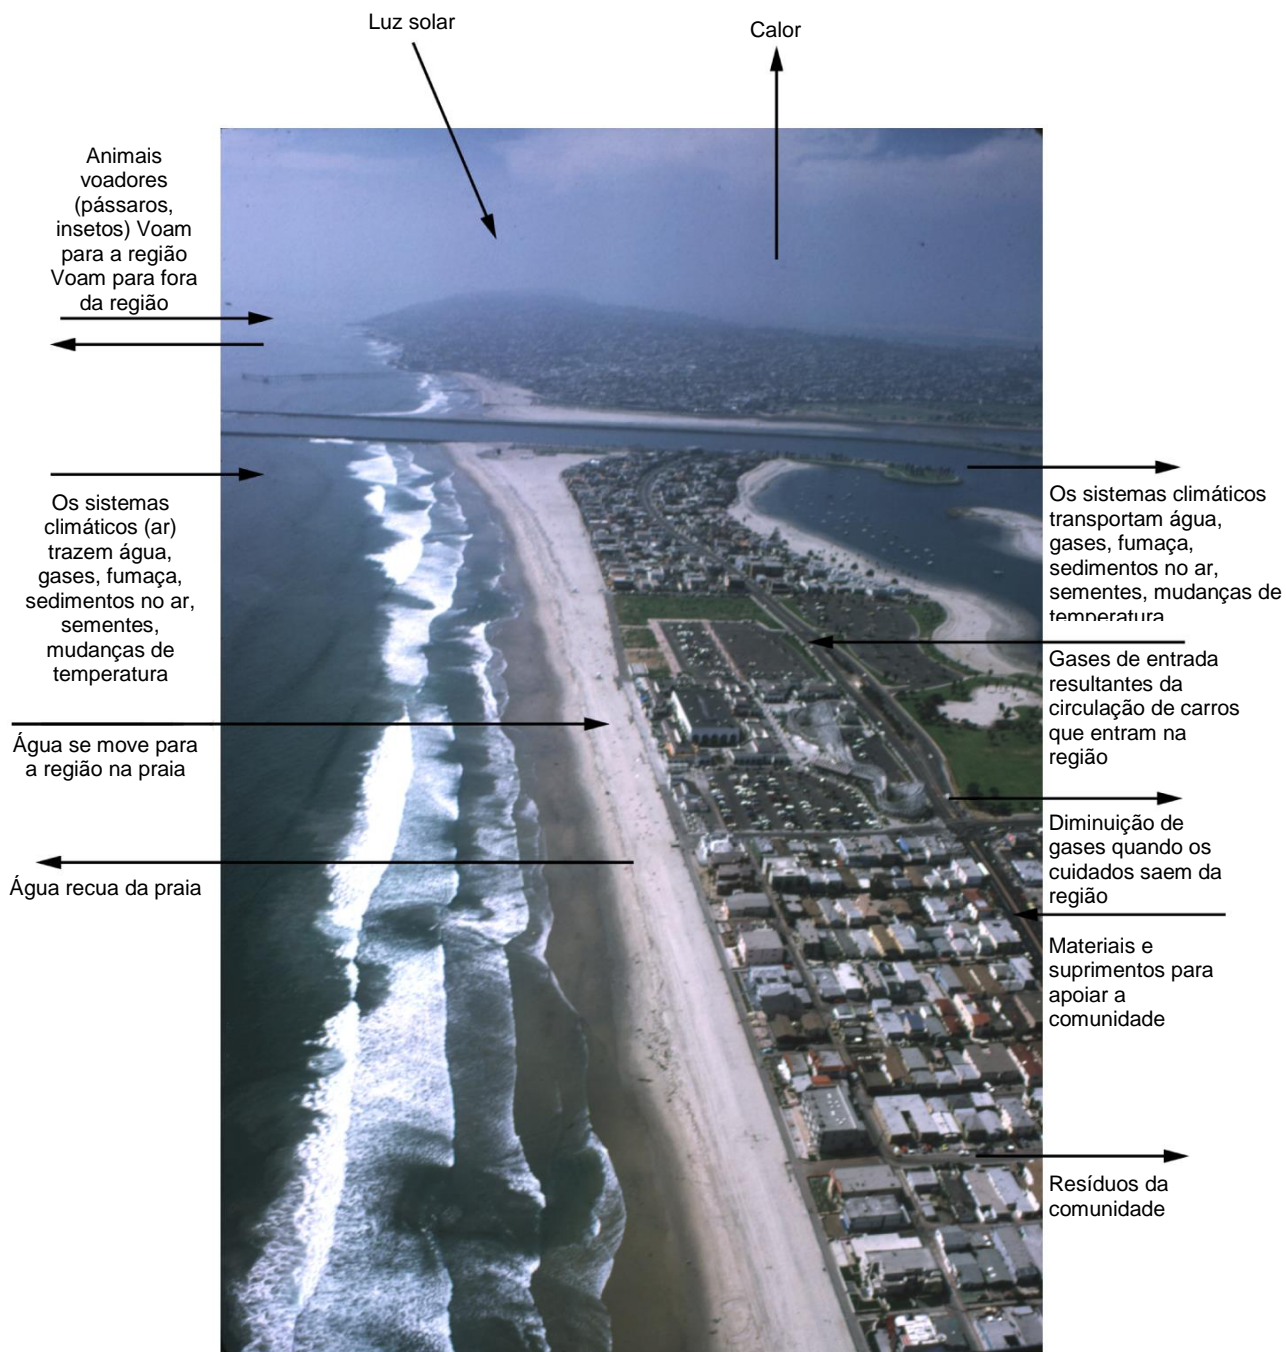 Luz solar
Calor
Animais
voadores
(pássaros,
insetos) Voam
para a região
Voam para fora
da região
Os sistemas
climáticos (ar)
trazem água,
gases, fumaça,
sedimentos no ar,
sementes,
mudanças de
temperatura
Água se move para
a região na praia
Água recua da praia
Os sistemas climáticos
transportam água,
gases, fumaça,
sedimentos no ar,
sementes, mudanças de
temperatura
Gases de entrada
resultantes da
circulação de carros
que entram na
região
Diminuição de
gases quando os
cuidados saem da
região
Materiais e
suprimentos para
apoiar a
comunidade
Resíduos da
comunidade